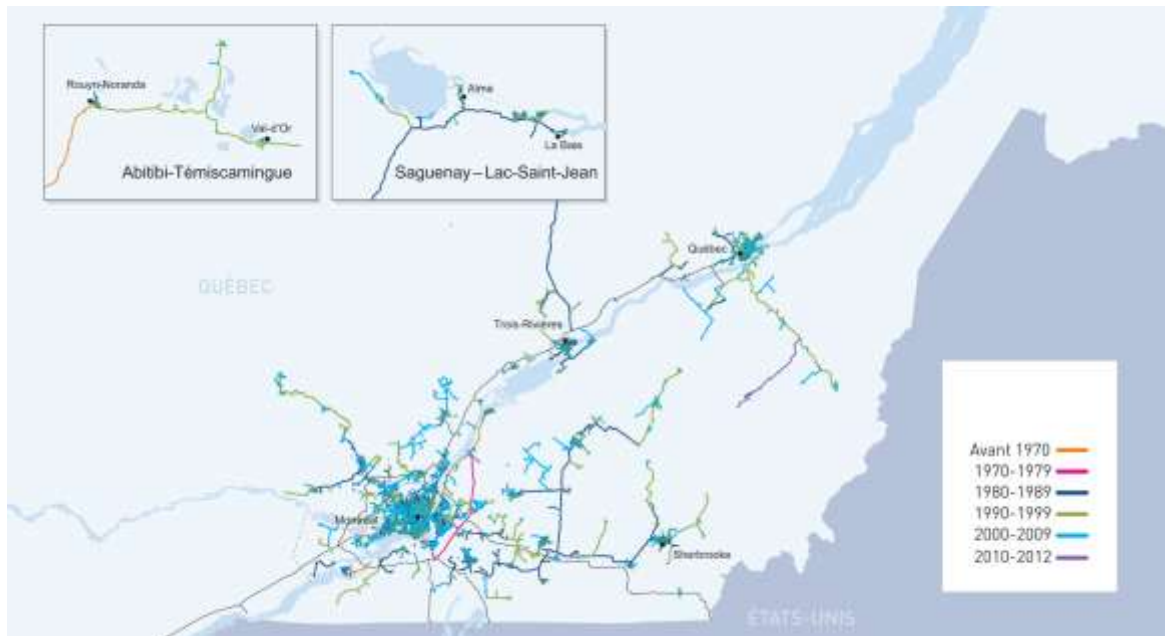 Rouyn-Noranda
Val-d'Or
Abitibi-Témiscamingue
Alma
La Baie
Saguenay–Lac-Saint-Jean
Québec
QUÉBEC
Trois-Rivières
Avant 1970
1970-1979
1980-1989
1990-1999
2000-2009
2010-2012
Montréal
Sherbrooke
ÉTATS-UNIS